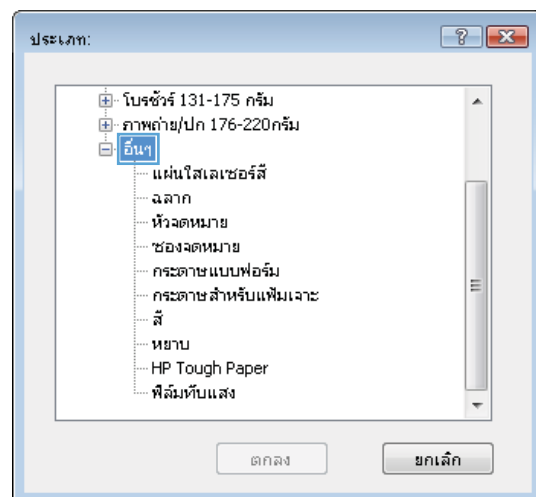 ประเภท:
โบรชัวร์ 131-175 กรัม
ภาพถ่าย/ปก 176-220กรัม
อื่นๆ
แผ่นใสเลเซอร์สี
ฉลาก
หัวจดหมาย
ซองจดหมาย
กระดาษแบบฟอร์ม
กระดาษสำหรับแฟ้มเจาะ
สี
หยาบ
HP Tough Paper
ฟิล์มทึบแสง
ตกลง ยกเลิก